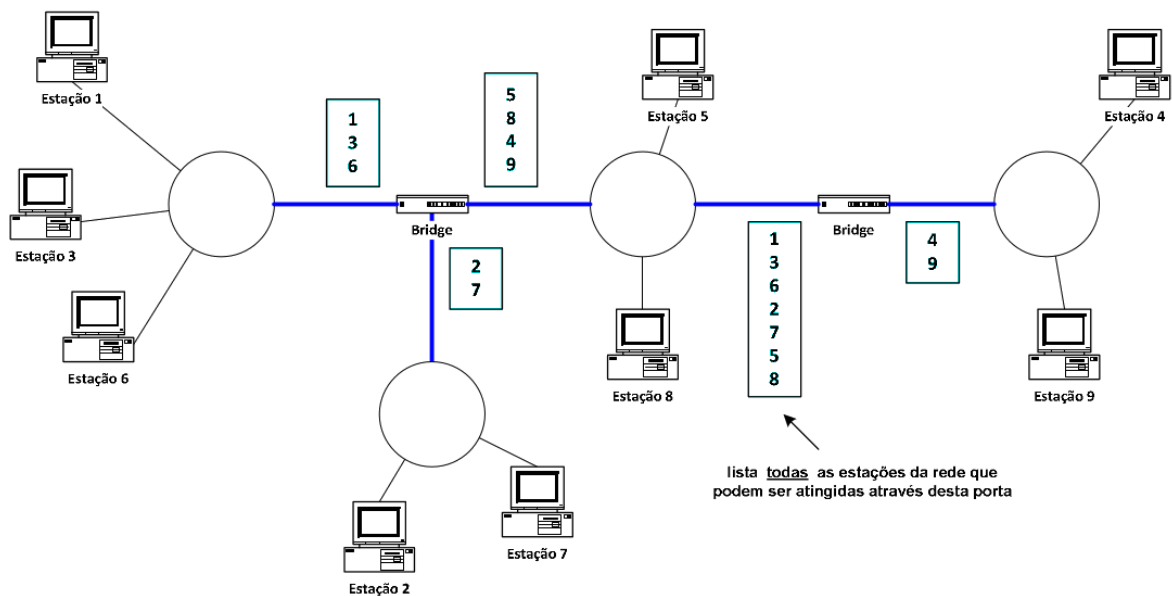 Estação 1
Estação 3
Estação 6
1
3
6
Bridge
5
8
4
9
2
7
Estação 2
Estação 7
Estação 5
Estação 8
1
3
6
2
7
5
8
lista todas as estações da rede que
podem ser atingidas através desta porta
Bridge
4
9
Estação 4
Estação 9